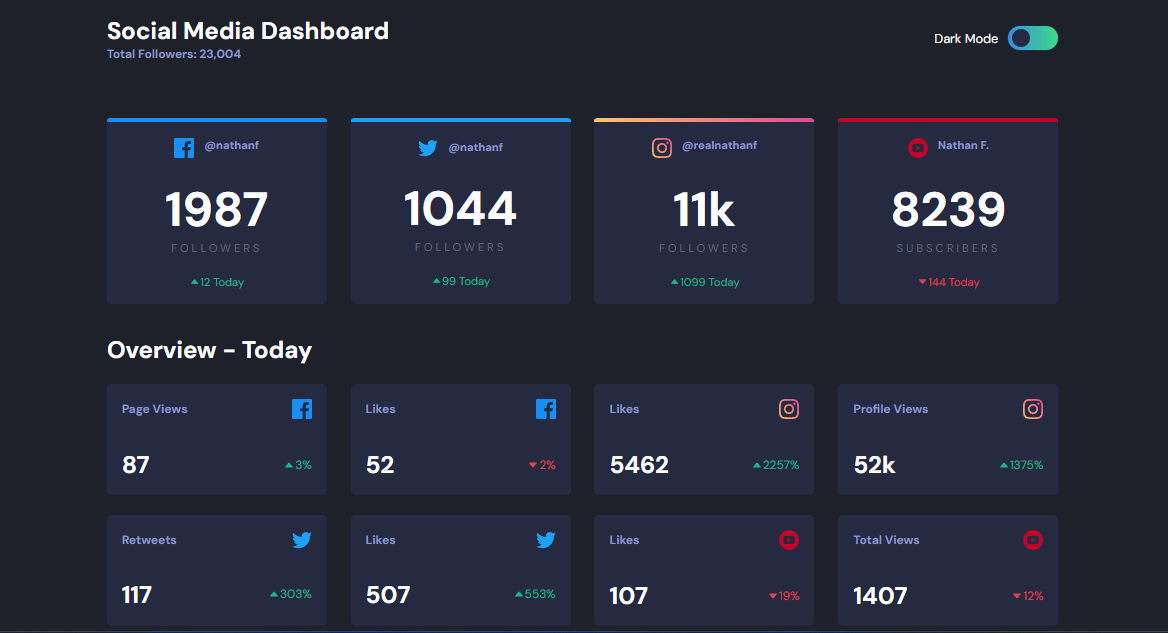 Social Media Dashboard
Total Followers: 23,004
Dark Mode
@nathanf
1987
FOLLOWERS
12 Today
@nathanf
1044
FOLLOWERS
99 Today
@realnathanf
11k
FOLLOWERS
1099 Today
Nathan F.
8239
SUBSCRIBERS
144 Today
Overview - Today
Page Views
87
3%
Likes
52
2%
Likes
5462
2257%
Profile Views
52k
1375%
Retweets
117
303%
Likes
507
553%
Likes
107
19%
Total Views
1407
12%